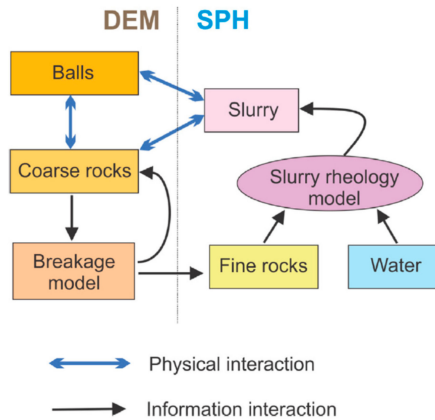 DEM SPH
Balls
Slurry
Coarse rocks
Slurry rheology
model
Breakage
model
Fine rocks
Water
Physical interaction
Information interaction